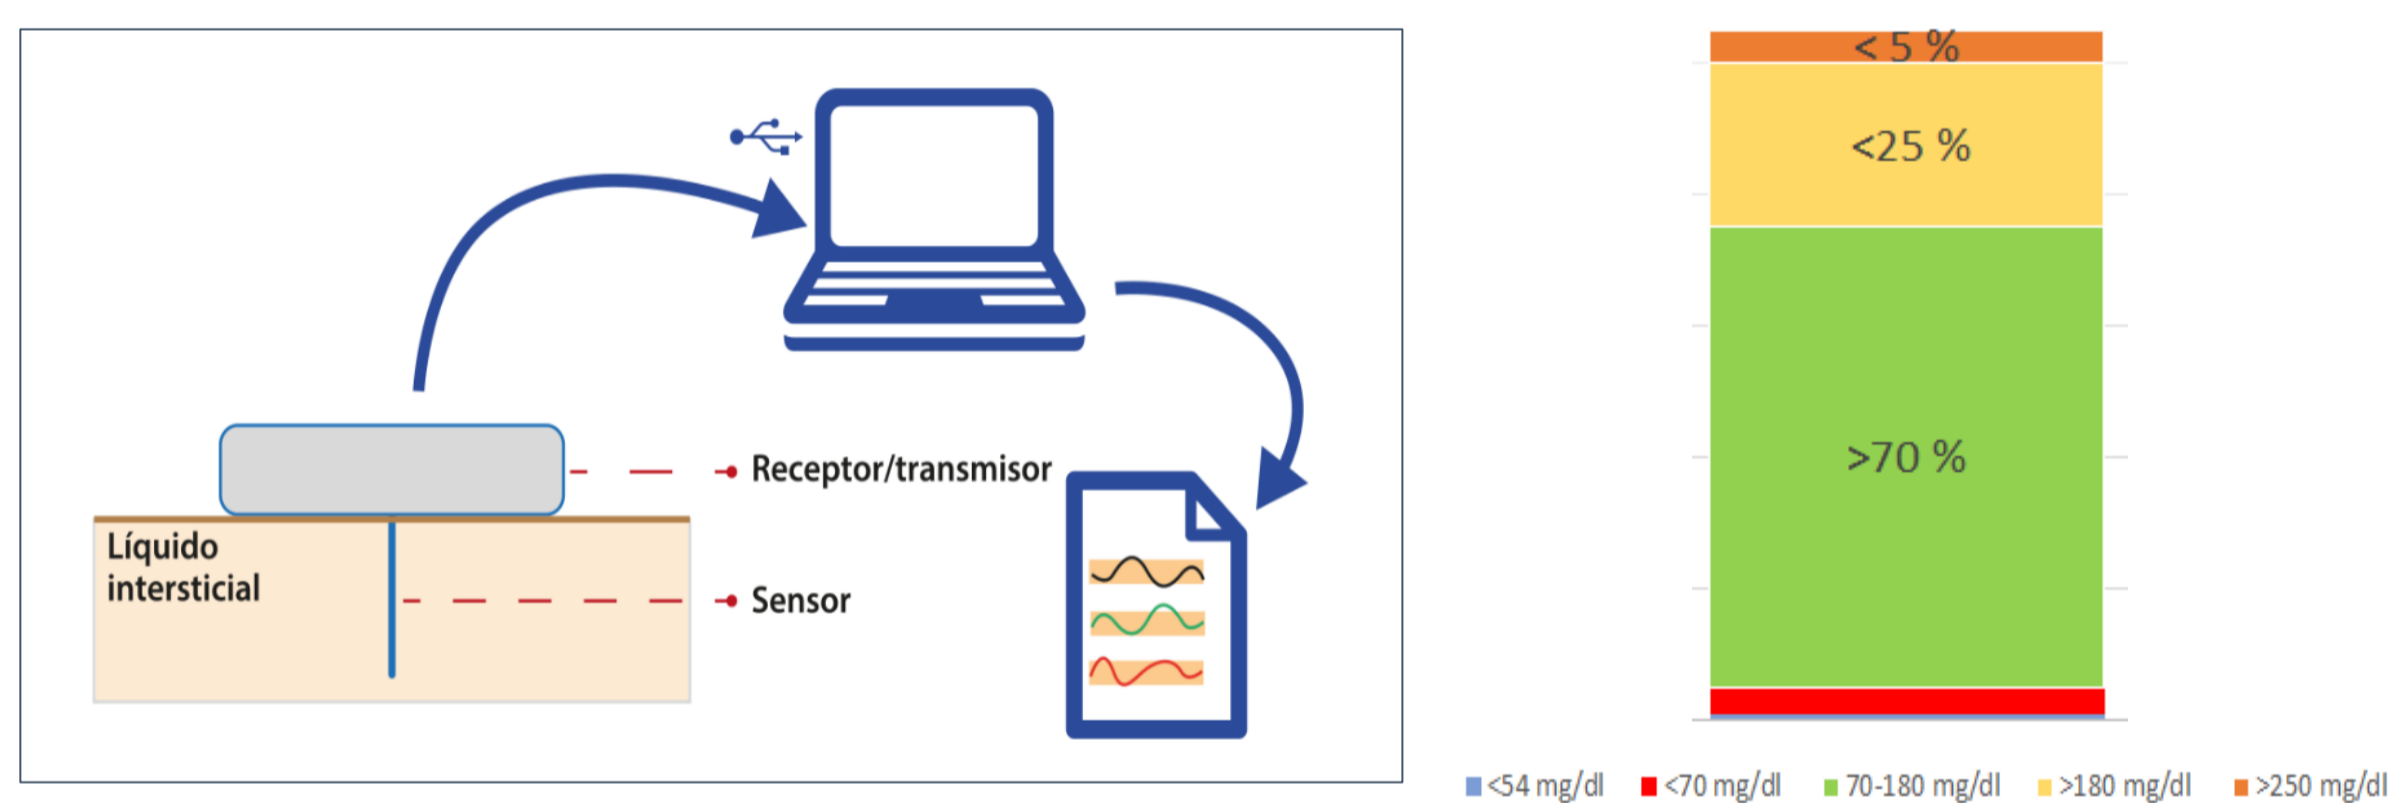 Receptor/transmisor
Líquido
intersticial
Sensor
< 5 %
<25 %
>70 %
<54 mg/dl <70 mg/dl 70-180 mg/dl >180 mg/dl >250 mg/dl